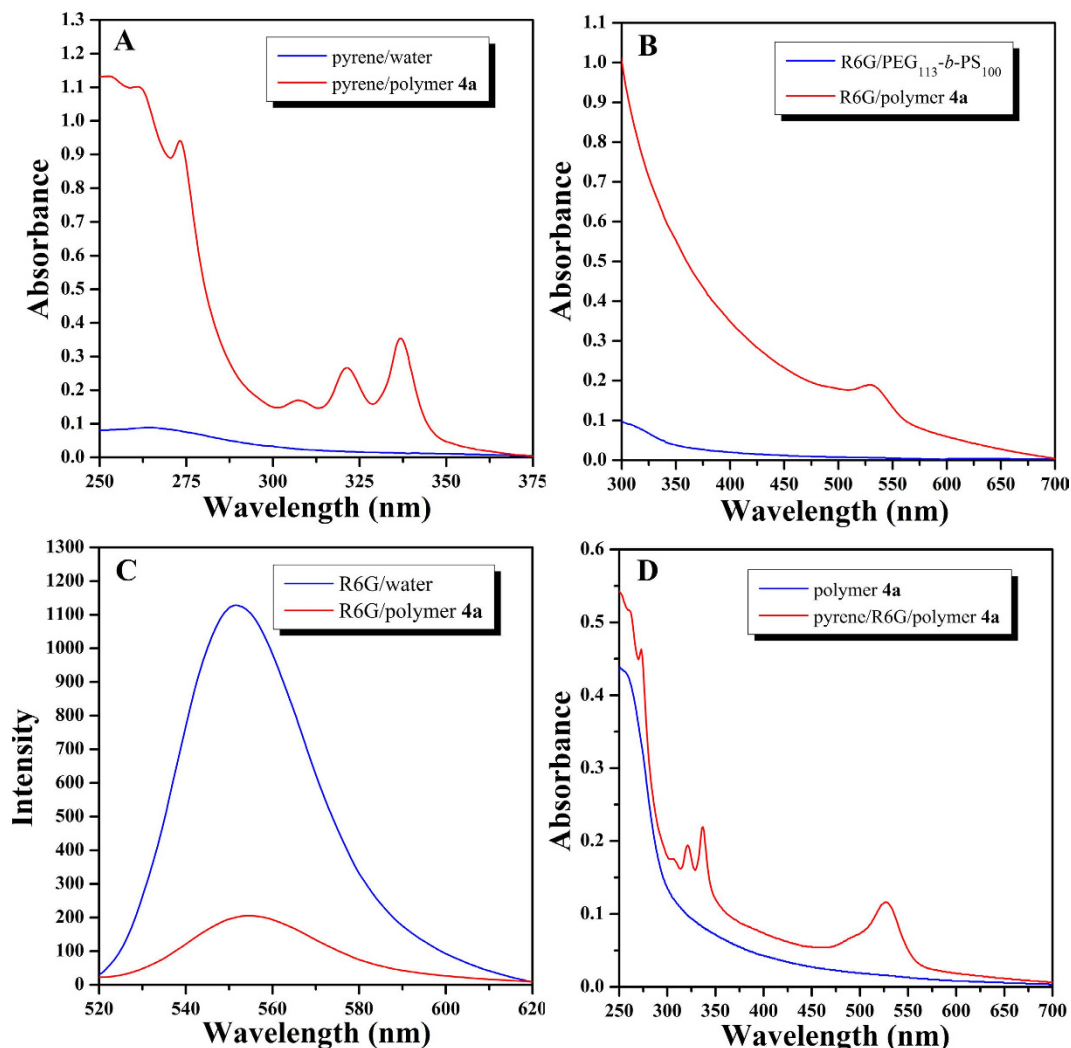 A
pyrene/water
pyrene/polymer 4a
Absorbance
1.3
1.2
1.1
1.0
0.9
0.8
0.7
0.6
0.5
0.4
0.3
0.2
0.1
0.0
250 275 300 325 350 375
Wavelength (nm)
B
R6G/PEG113-b-PS100
R6G/polymer 4a
Absorbance
1.1
1.0
0.9
0.8
0.7
0.6
0.5
0.4
0.3
0.2
0.1
0.0
300 350 400 450 500 550 600 650 700
Wavelength (nm)
C
R6G/water
R6G/polymer 4a
Intensity
1300
1200
1100
1000
900
800
700
600
500
400
300
200
100
0
520 540 560 580 600 620
Wavelength (nm)
D
polymer 4a
pyrene/R6G/polymer 4a
Absorbance
0.6
0.5
0.4
0.3
0.2
0.1
0.0
250 300 350 400 450 500 550 600 650 700
Wavelength (nm)